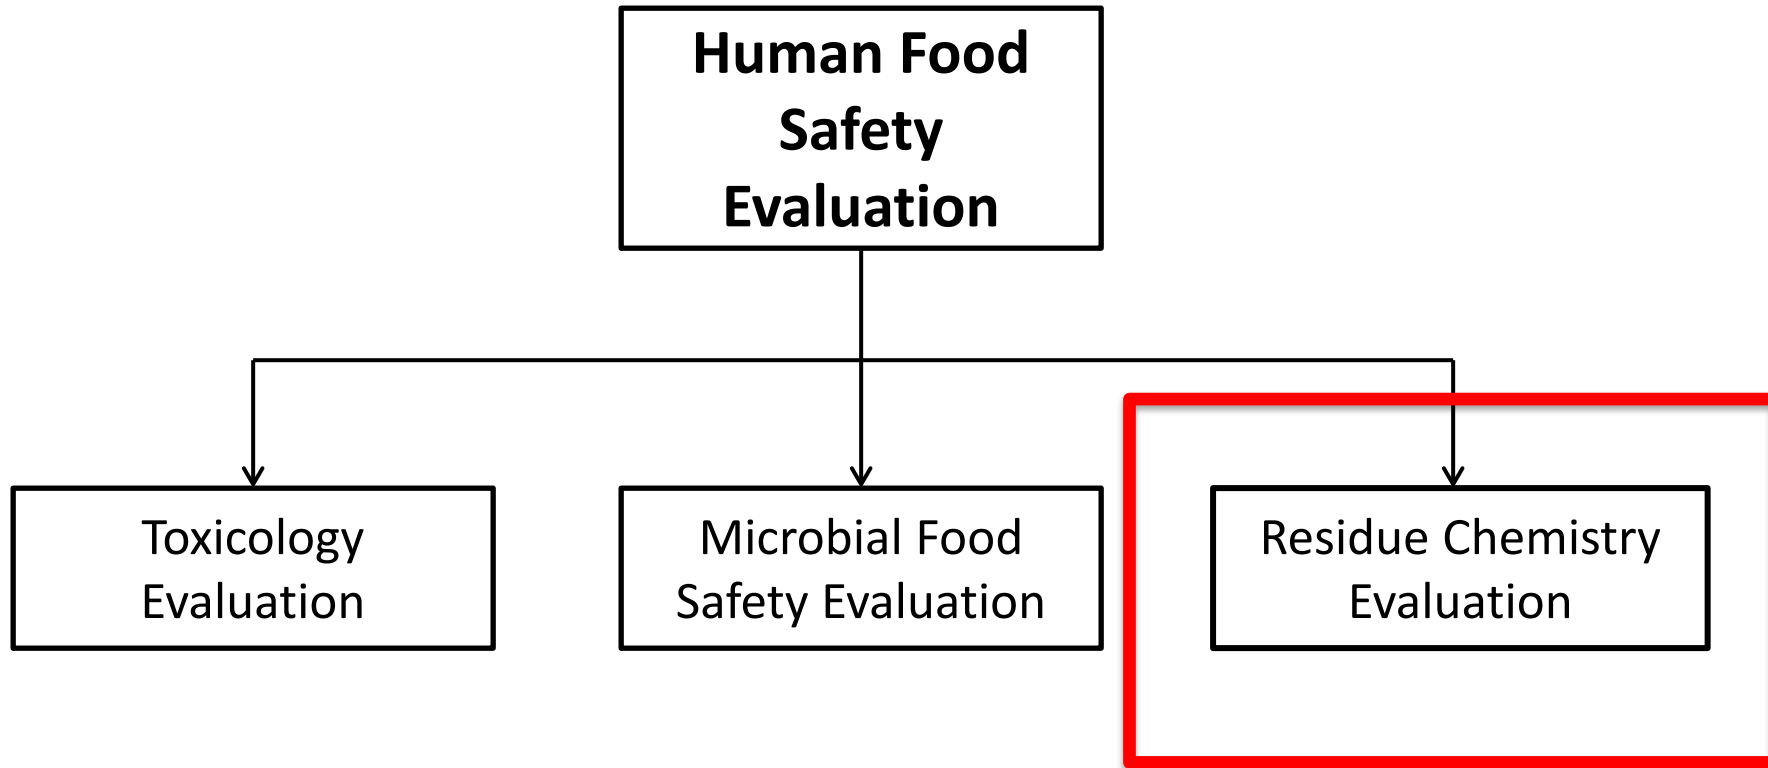 Human Food
Safety
Evaluation
Toxicology
Evaluation
Microbial Food
Safety Evaluation
Residue Chemistry
Evaluation